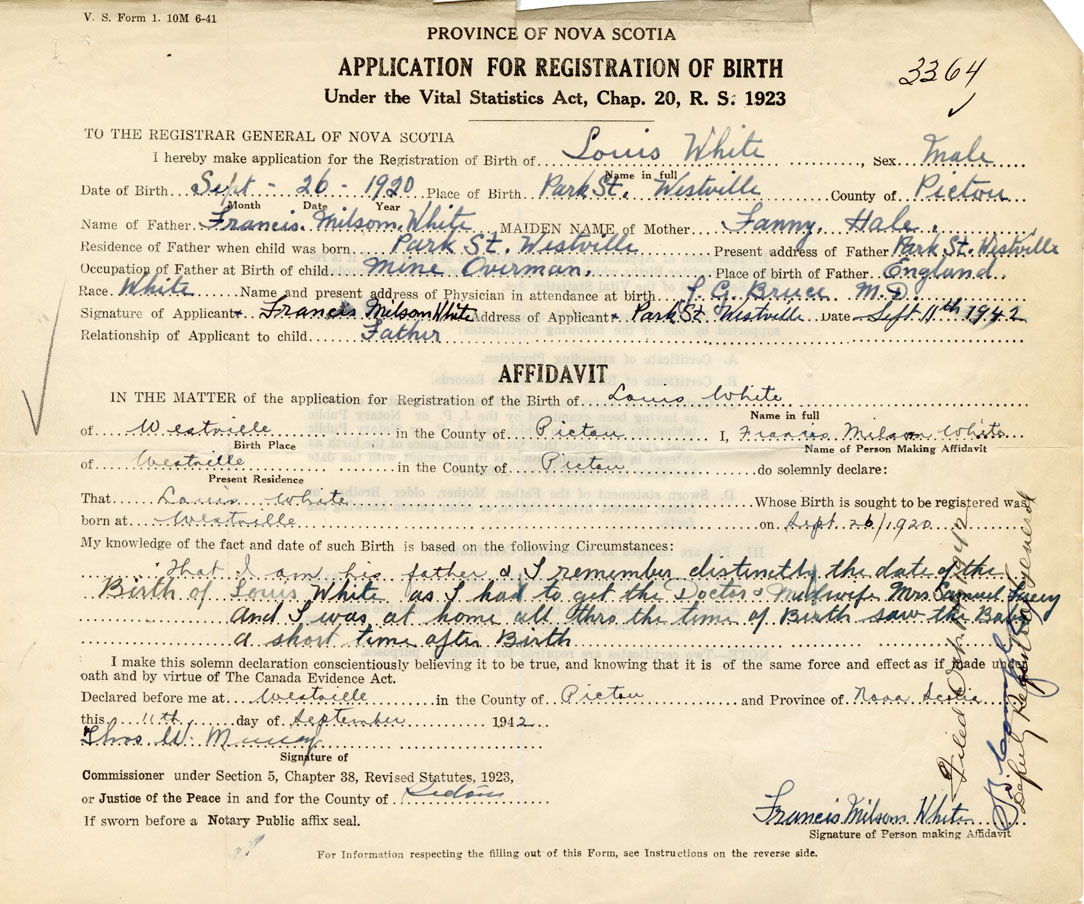 V. S. Form 1. 10M 6-41
PROVINCE OF NOVA SCOTIA
APPLICATION FOR REGISTRATION OF BIRTH
3364
Under the Vital Statistics Act, Chap. 20, R. S. 1923
TO THE REGISTRAR GENERAL OF NOVA SCOTIA
I hereby make application for the Registration of Birth of Louis White, Sex Male
Name in full
Date of Birth Sept - 26 - 1920 Place of Birth Park St. Westville County of Pictou
Month Date Year
Name of Father Francis. Milsom. White MAIDEN NAME of Mother Fanny. Hale.
Residence of Father when child was born Park St. Westville Present address of Father Park St. Westville
Occupation of Father at Birth of child Mine Overman. Place of birth of Father England.
Race White Name and present address of Physician in attendance at birth G. Bruce M.D.
Signature of Applicant Francis Milsom White Address of Applicant Park St. Westville Date Sept 11th 1942
Relationship of Applicant to child Father
AFFIDAVIT
IN THE MATTER of the application for Registration of the Birth of Louis White
Name in full
of Westville in the County of Pictou I, Francis Milsom White
Birth Place Name of Person Making Affidavit
of Westville in the County of Pictou do solemnly declare:
Present Residence
That Louis White Whose Birth is sought to be registered was
born at Westville on Sept. 26/1920
My knowledge of the fact and date of such Birth is based on the following Circumstances:
That I am his father & I remember distinctly the date of the
Birth of Louis White as I had to get the Doctor & Midwife Mrs Samuel
And I was at home all thro the time of Birth saw the
a short time after Birth
I make this solemn declaration conscientiously believing it to be true, and knowing that it is of the same force and effect as if made
oath and by virtue of The Canada Evidence Act.
Declared before me at Westville in the County of Pictou and Province of Nova Scotia
this 11th day of September 1942
Thos. W. Murray
Signature of
Commissioner under Section 5, Chapter 38, Revised Statutes, 1923,
or Justice of the Peace in and for the County of Pictou
If sworn before a Notary Public affix seal.
Francis Milsom White
Signature of Person making Affidavit
For Information respecting the filling out of this Form, see Instructions on the reverse side.
Filed 1942
Deputy Registrar General